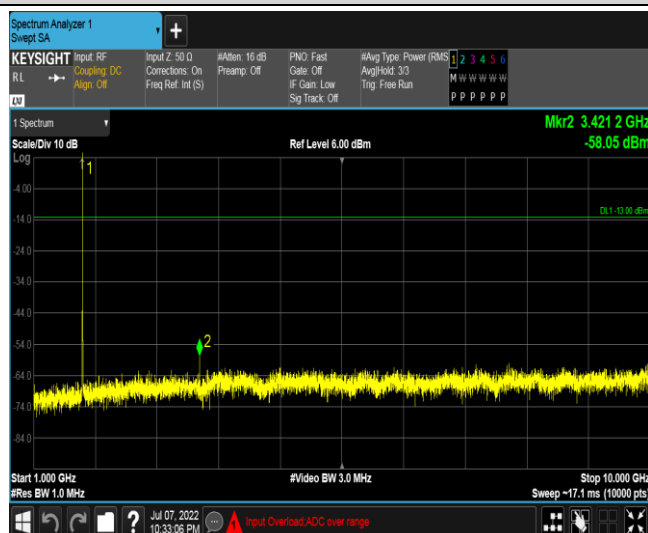 Spectrum Analyzer 1
Swept SA
+
KEYSIGHT Input: RF Input Z: 50 Ω #Atten: 16 dB PNO: Fast #Avg Type: Power (RMS 1 2 3 4 5 6
RL Coupling: DC Corrections: On Preamp: Off Gate: Off Avg|Hold: 3/3 M W W W W W
Align: Off Freq Ref: Int (S) IF Gain: Low Trig: Free Run
Sig Track: Off P P P P P P
LXI
1 Spectrum Mkr2 3.421 2 GHz
Scale/Div 10 dB Ref Level 6.00 dBm -58.05 dBm
Log
1
-4.00
DL1 -13.00 dBm
-14.0
-24.0
-34.0
-44.0
-54.0
2
-64.0
-74.0
-84.0
Start 1.000 GHz #Video BW 3.0 MHz Stop 10.000 GHz
#Res BW 1.0 MHz Sweep ~17.1 ms (10000 pts)
? Jul 07, 2022
10:33:06 PM Input Overload;ADC over range